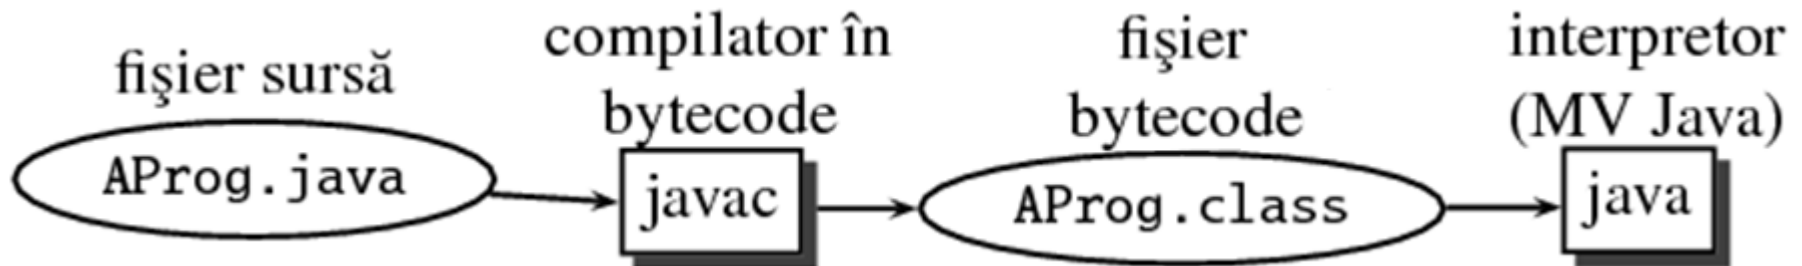 fişier sursă
AProg.java
compilator în
bytecode
javac
fişier
bytecode
AProg.class
interpretor
(MV Java)
java